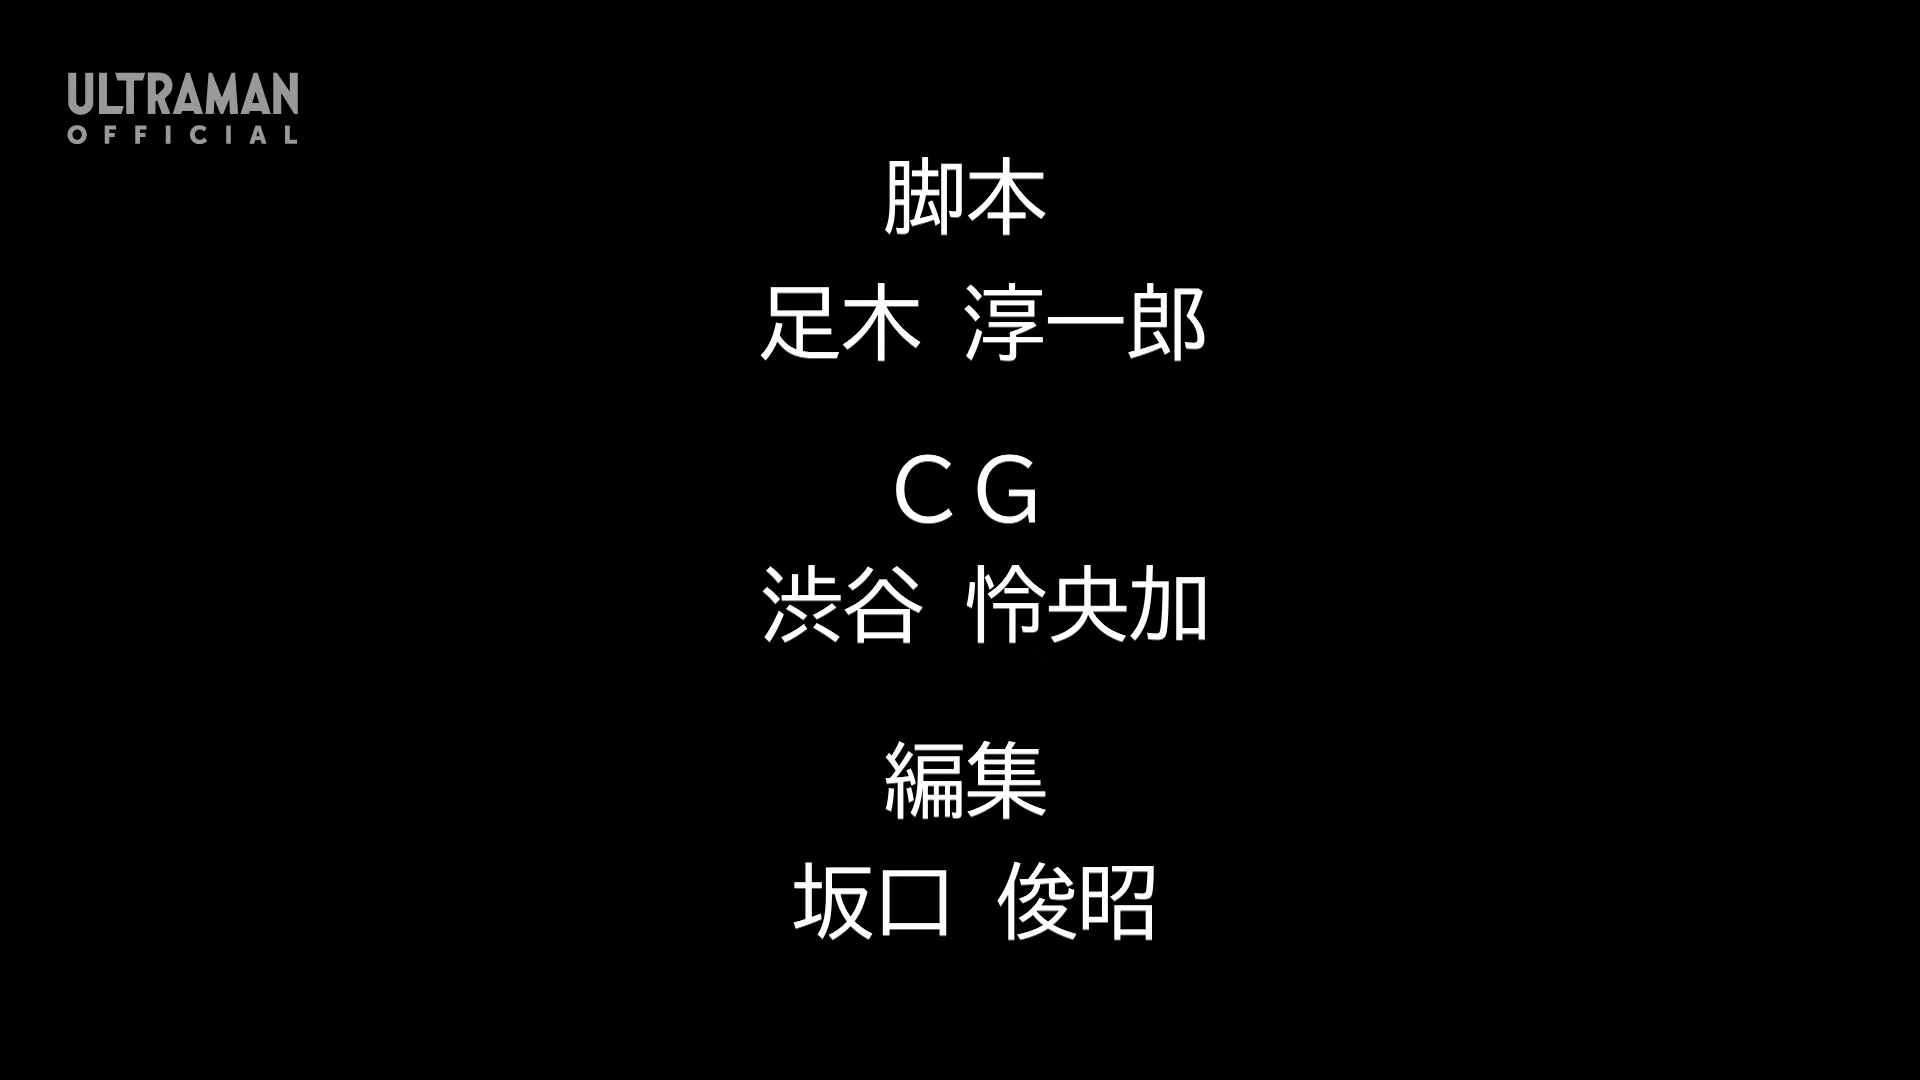 ULTRAMAN
OFFICIAL
脚本
足木 淳一郎
ＣＧ
渋谷 怜央加
編集
坂口 俊昭